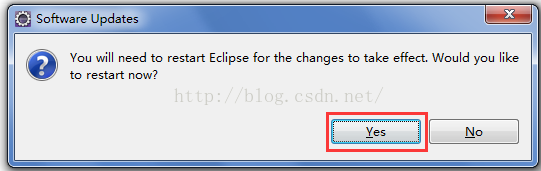 Software Updates
You will need to restart Eclipse for the changes to take effect. Would you like
to restart now?
http://blog.csdn.net/
Yes
No